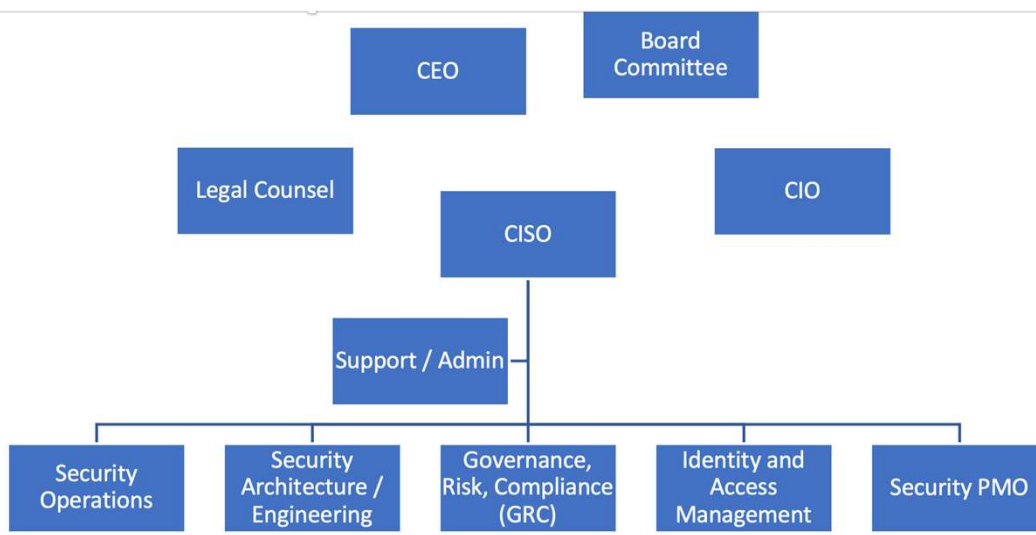 CEO
Board
Committee
Legal Counsel
CISO
CIO
Support / Admin
Security
Operations
Security
Architecture /
Engineering
Governance,
Risk, Compliance
(GRC)
Identity and
Access
Management
Security PMO